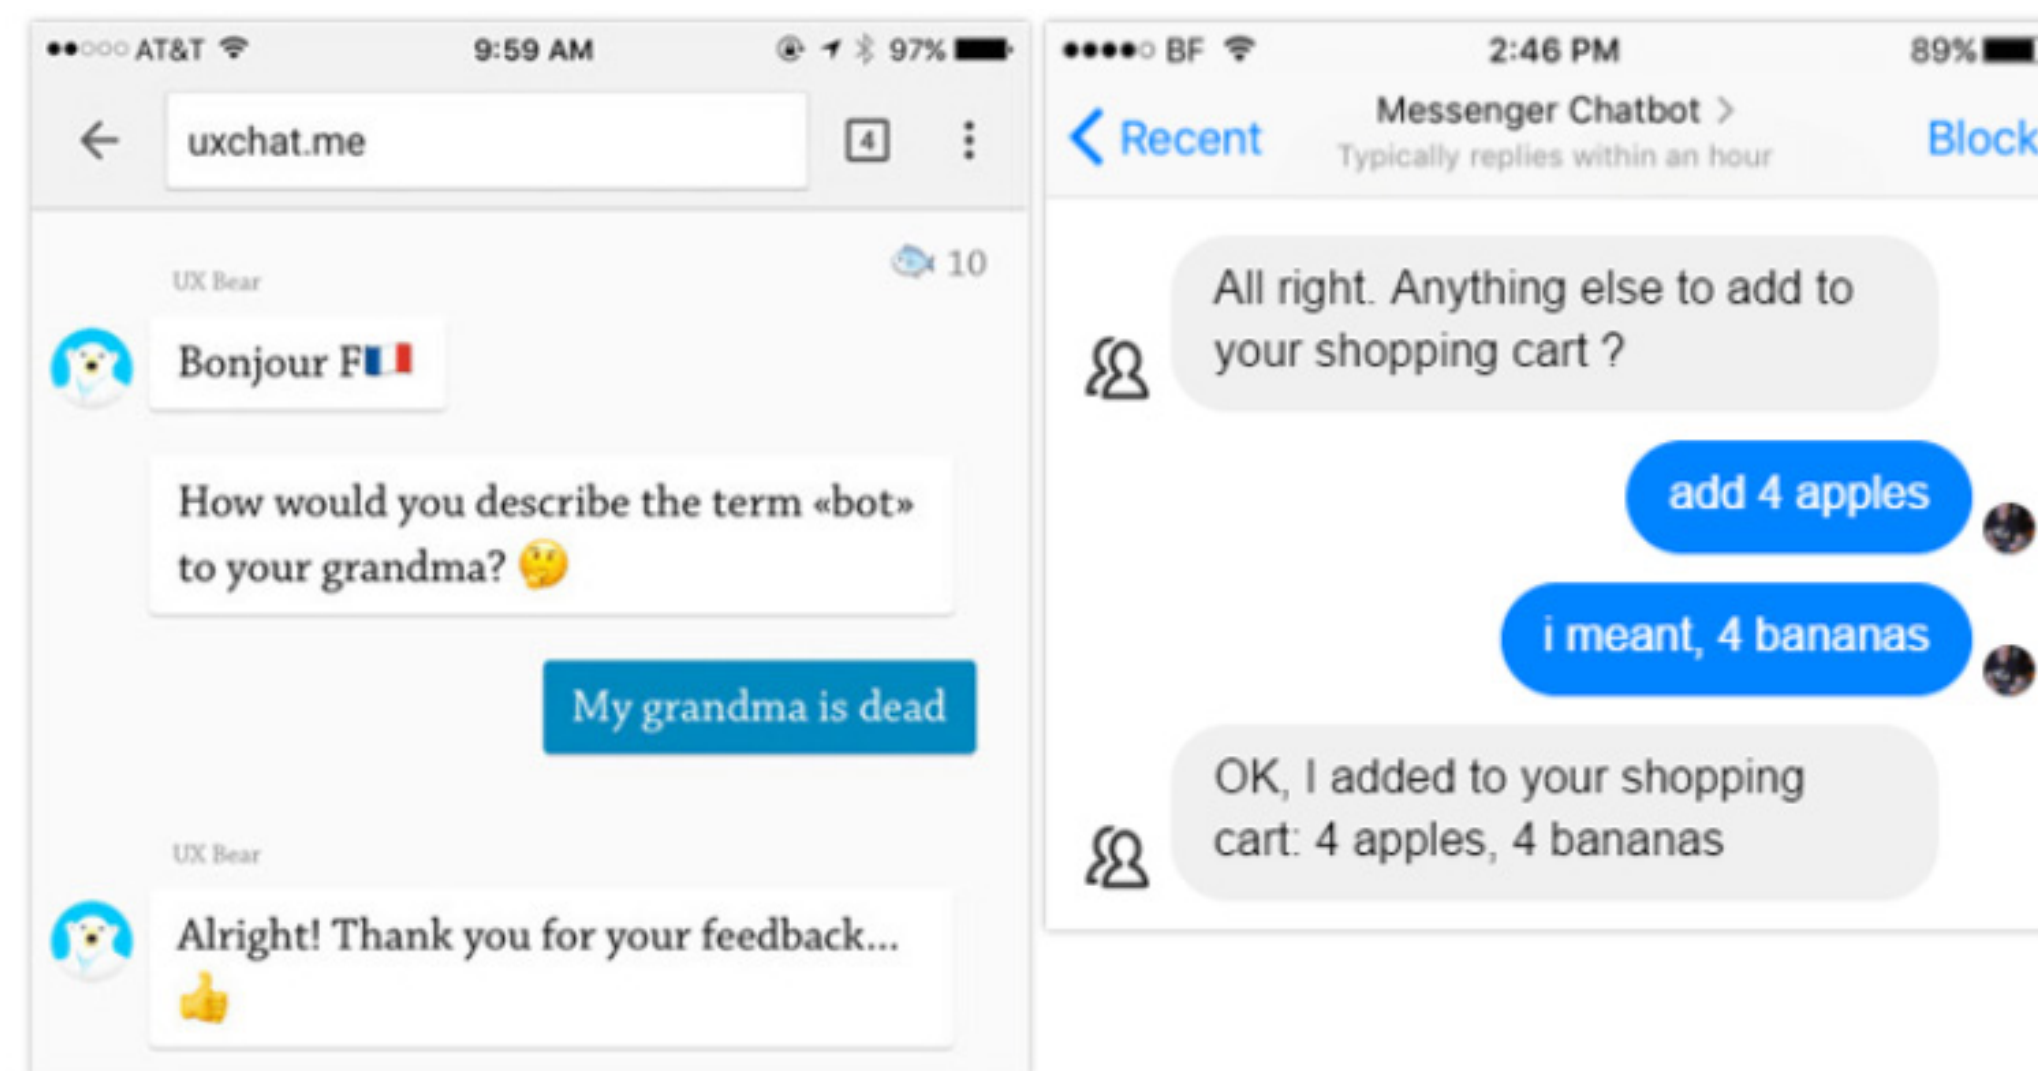 AT&T 9:59 AM 97%
uxchat.me 4
10
UX Bear
Bonjour F🇫🇷
How would you describe the term «bot»
to your grandma? 🤔
My grandma is dead
UX Bear
Alright! Thank you for your feedback...
👍
BF 2:46 PM 89%
Recent Messenger Chatbot > Block
Typically replies within an hour
All right. Anything else to add to
your shopping cart ?
add 4 apples
i meant, 4 bananas
OK, I added to your shopping
cart: 4 apples, 4 bananas